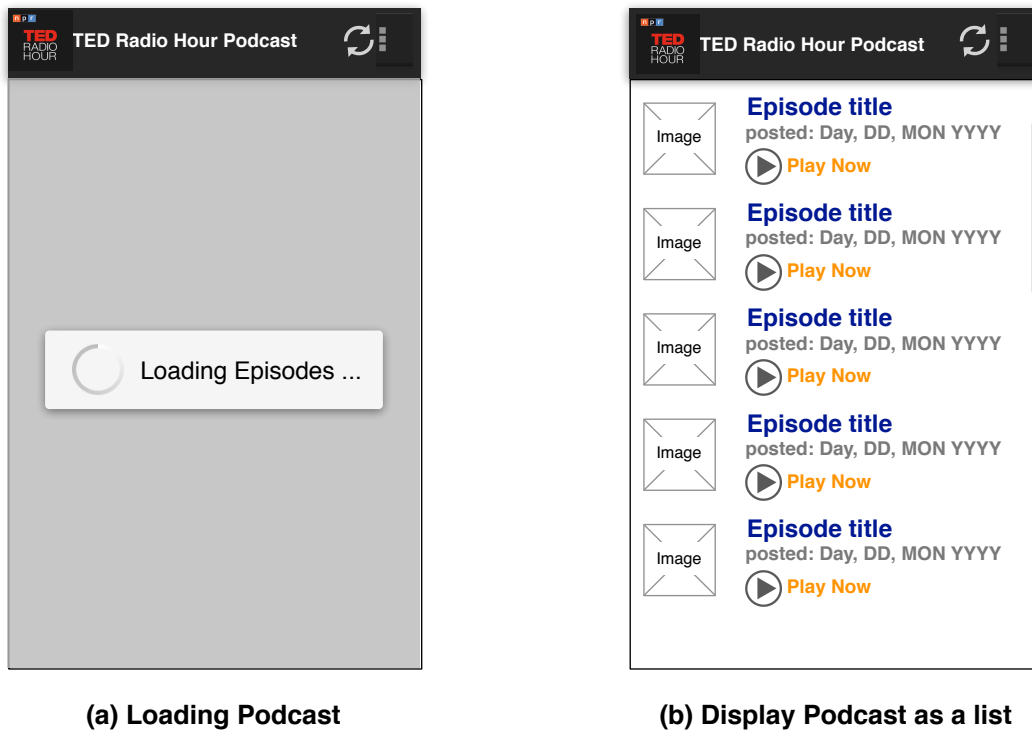 npr
TED
RADIO
HOUR
TED Radio Hour Podcast
Loading Episodes ...
(a) Loading Podcast
npr
TED
RADIO
HOUR
TED Radio Hour Podcast
Image
Episode title
posted: Day, DD, MON YYYY
Play Now
Image
Episode title
posted: Day, DD, MON YYYY
Play Now
Image
Episode title
posted: Day, DD, MON YYYY
Play Now
Image
Episode title
posted: Day, DD, MON YYYY
Play Now
Image
Episode title
posted: Day, DD, MON YYYY
Play Now
(b) Display Podcast as a list